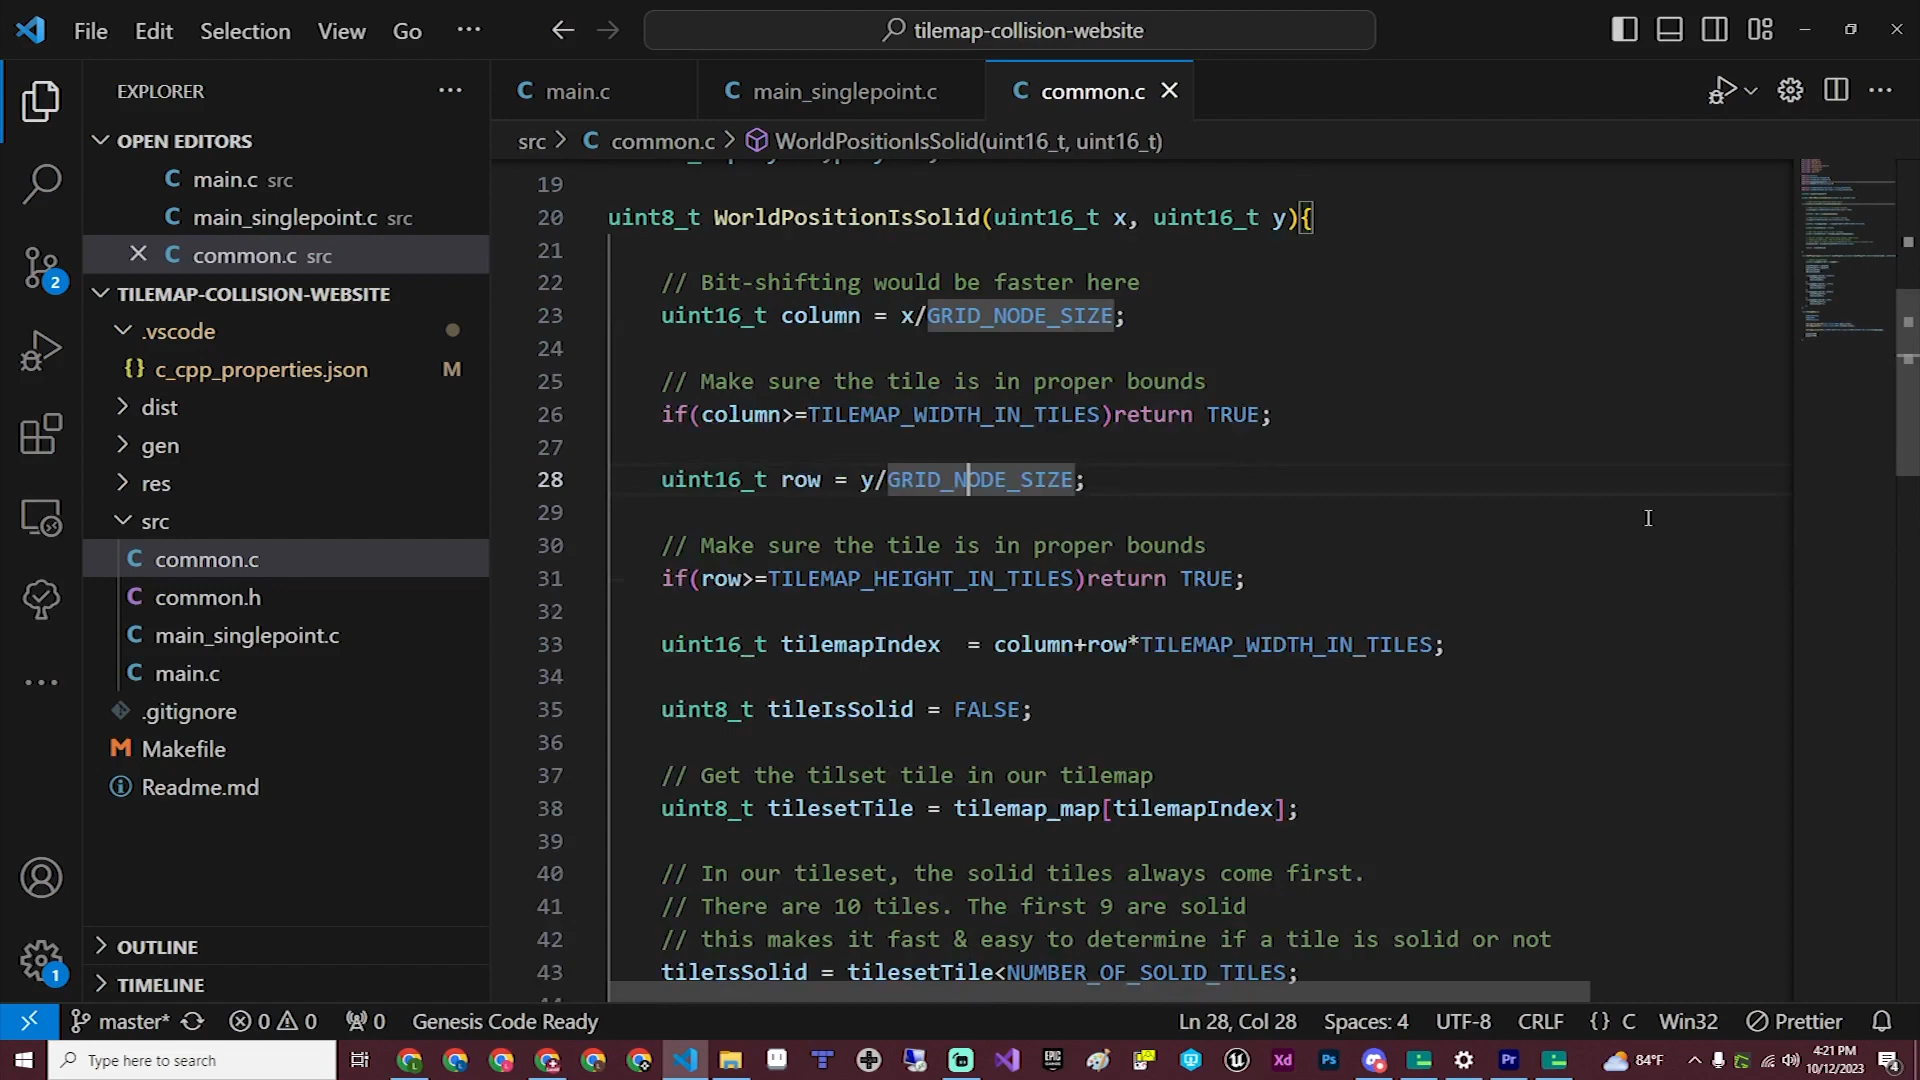 File Edit Selection View Go ···
tilemap-collision-website
EXPLORER
OPEN EDITORS
C main.c src
C main_singlepoint.c src
C common.c src
TILEMAP-COLLISION-WEBSITE
.vscode
{} c_cpp_properties.json M
dist
gen
res
src
C common.c
C common.h
C main_singlepoint.c
C main.c
.gitignore
M Makefile
Readme.md
OUTLINE
TIMELINE
2
1
C main.c
C main_singlepoint.c
C common.c
src > C common.c > WorldPositionIsSolid(uint16_t, uint16_t)
19
20 uint8_t WorldPositionIsSolid(uint16_t x, uint16_t y){
21
22 // Bit-shifting would be faster here
23 uint16_t column = x/GRID_NODE_SIZE;
24
25 // Make sure the tile is in proper bounds
26 if(column>=TILEMAP_WIDTH_IN_TILES)return TRUE;
27
28 uint16_t row = y/GRID_NODE_SIZE;
29
30 // Make sure the tile is in proper bounds
31 if(row>=TILEMAP_HEIGHT_IN_TILES)return TRUE;
32
33 uint16_t tilemapIndex  = column+row*TILEMAP_WIDTH_IN_TILES;
34
35 uint8_t tileIsSolid = FALSE;
36
37 // Get the tilset tile in our tilemap
38 uint8_t tilesetTile = tilemap_map[tilemapIndex];
39
40 // In our tileset, the solid tiles always come first.
41 // There are 10 tiles. The first 9 are solid
42 // this makes it fast & easy to determine if a tile is solid or not
43 tileIsSolid = tilesetTile<NUMBER_OF_SOLID_TILES;
master* 0 0 0 Genesis Code Ready Ln 28, Col 28 Spaces: 4 UTF-8 CRLF {} C Win32 Prettier
Type here to search
EPIC Xd Ps Pr
84°F
4:21 PM
10/12/2023
4